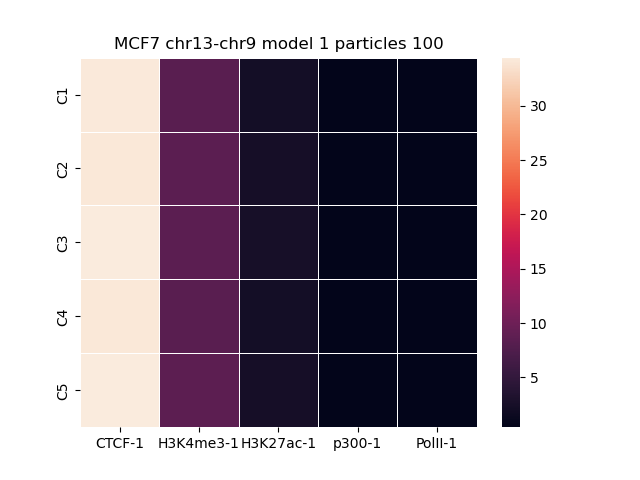 MCF7 chr13-chr9 model 1 particles 100
C1
C2
C3
C4
C5
CTCF-1 H3K4me3-1 H3K27ac-1 p300-1 PolII-1
30
25
20
15
10
5